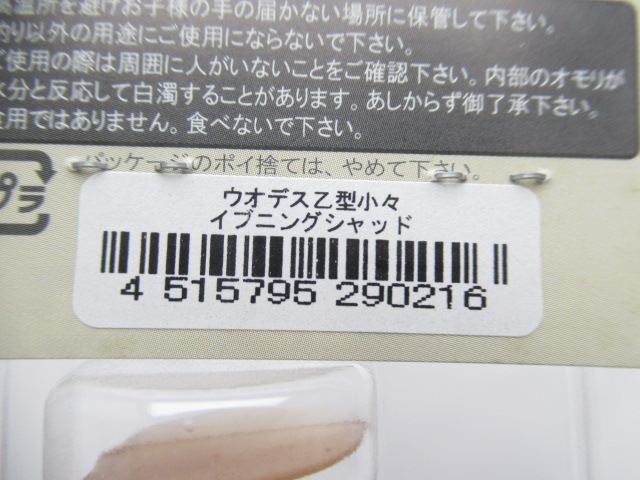 高温所を避けお子様の手の届かない場所に保管して下さい。
釣り以外の用途にご使用にならないで下さい。
ご使用の際は周囲に人がいないことをご確認下さい。内部のオモリが
水分と反応して白濁することがあります。あしからず御了承下さい。
食用ではありません。食べないで下さい。
パッケージのポイ捨ては、やめて下さい。
プラ
ウオデス乙型小々
イブニングシャッド
4 515795 290216